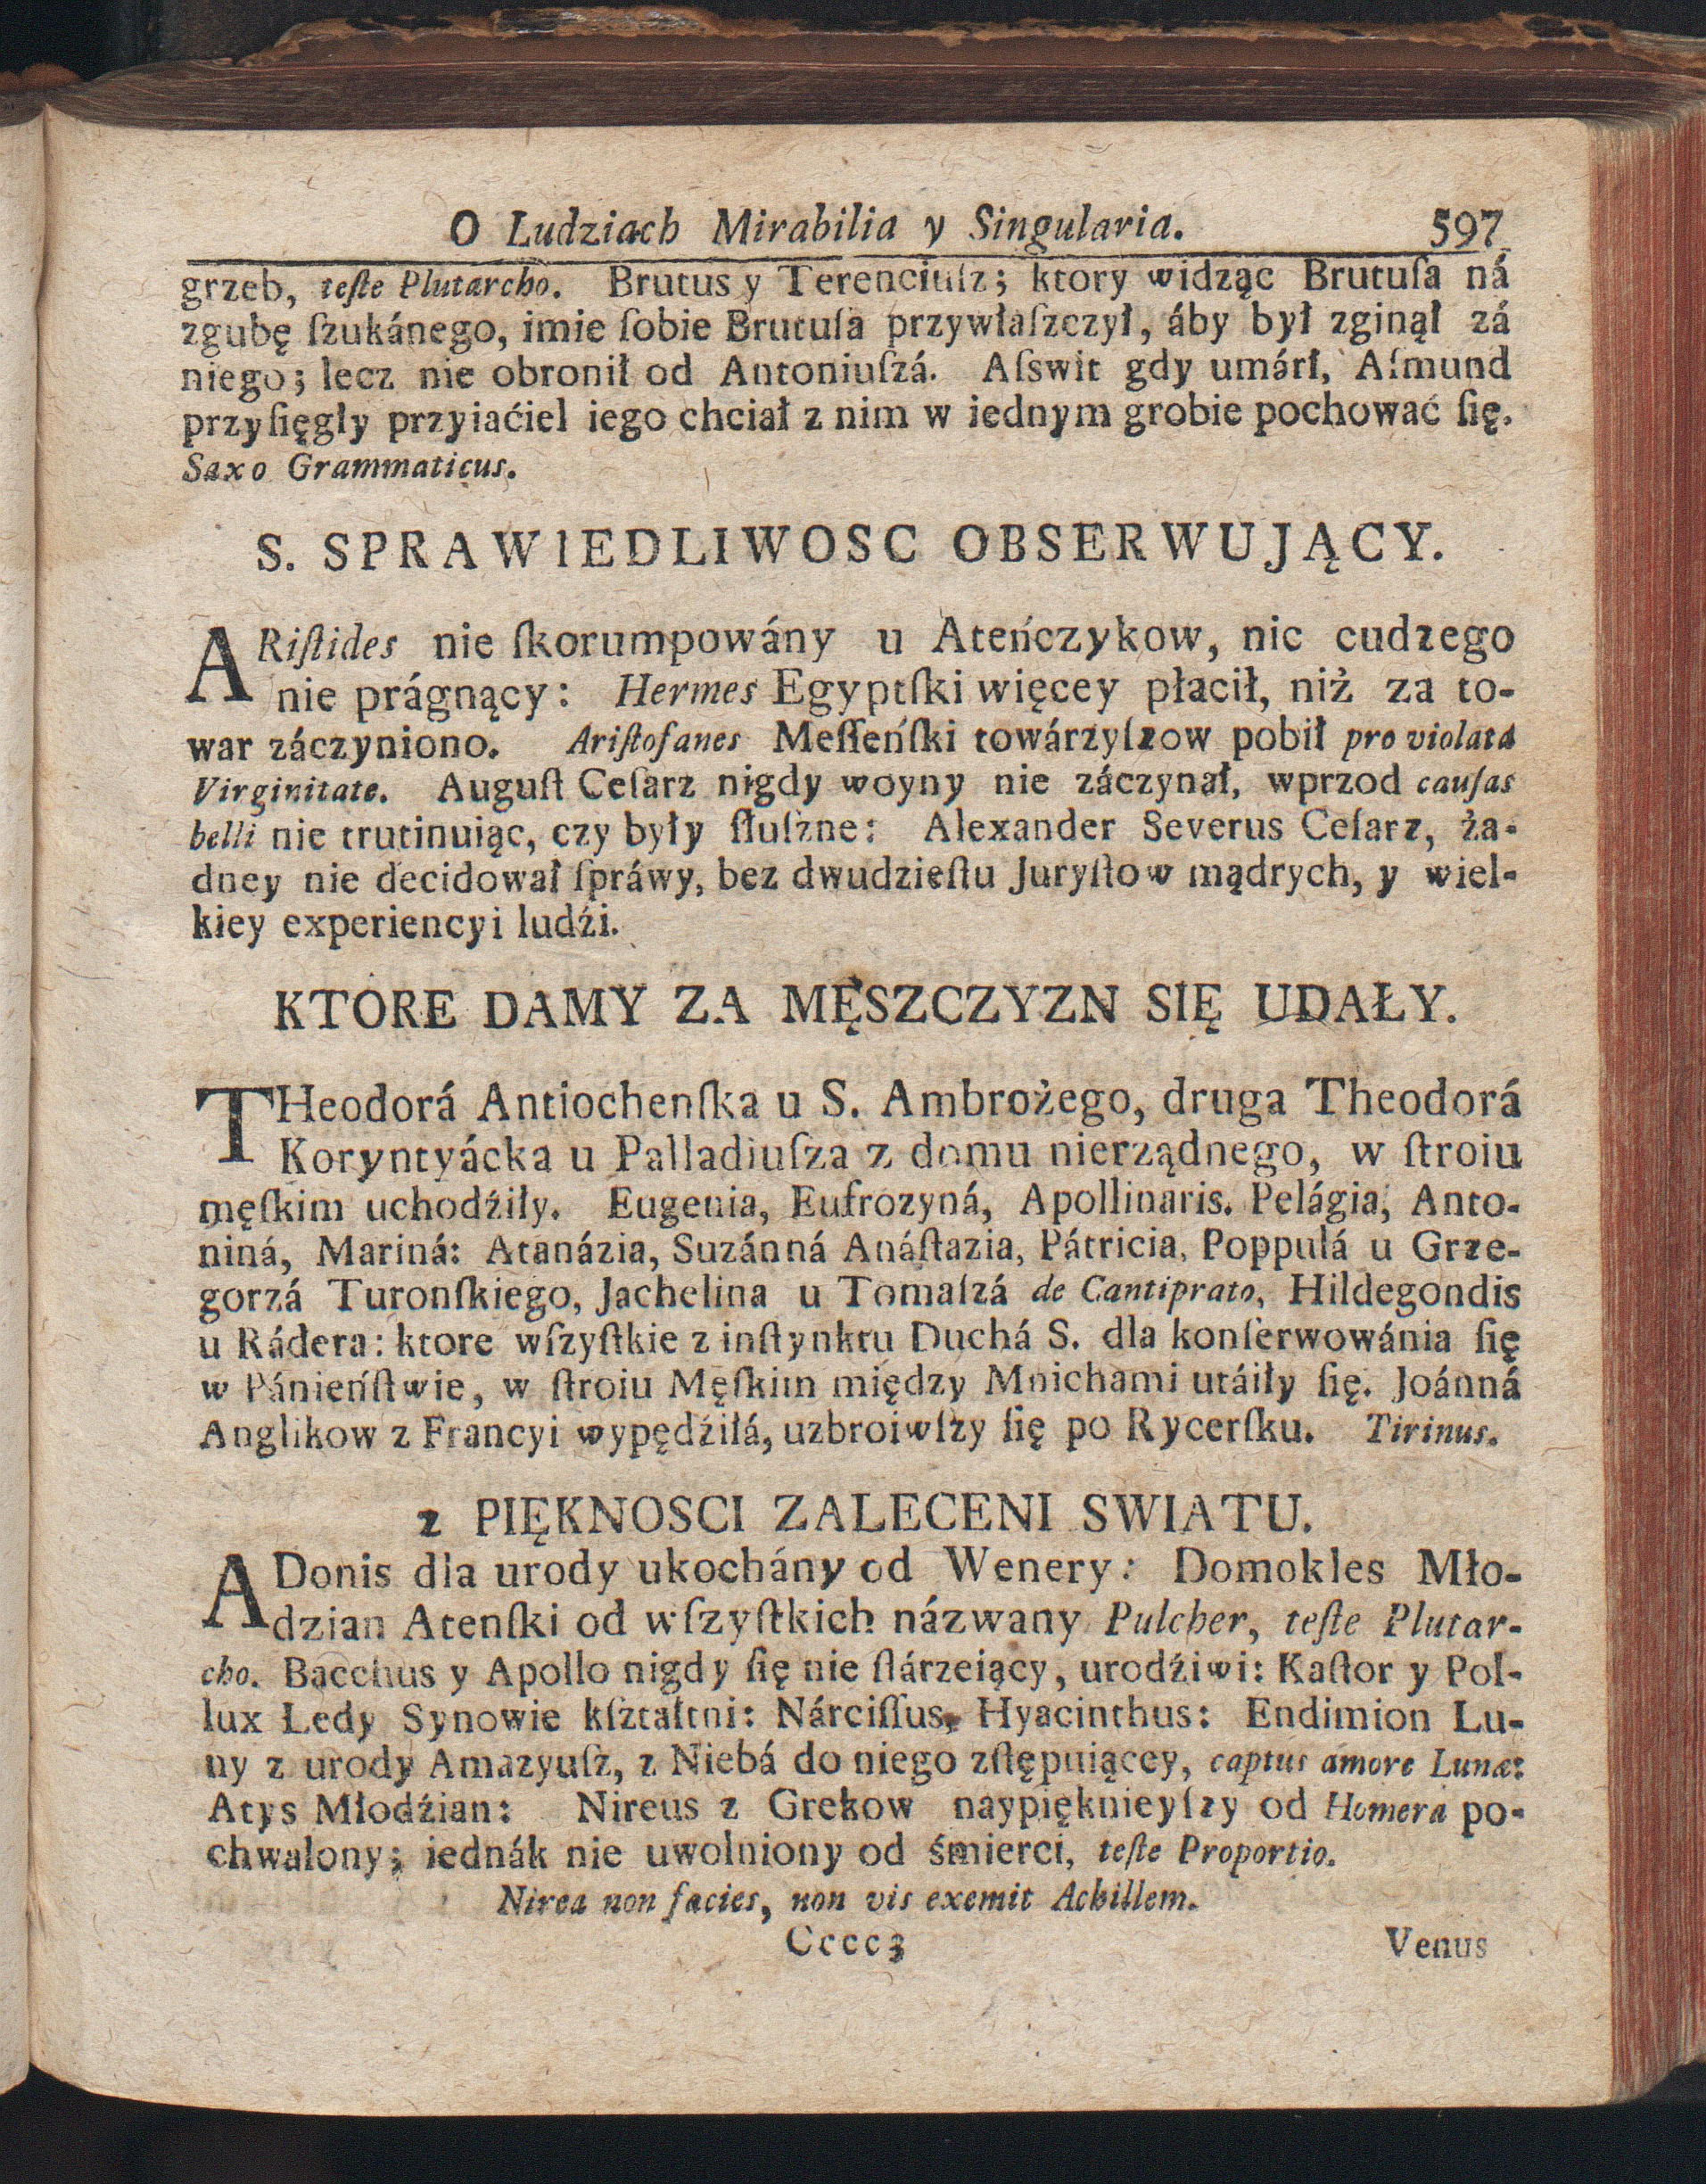 O Ludziach Mirabilia y Singularia. 597
grzeb, teſte Plutarcho. Brutus y Terenciuſz; ktory widząc Brutuſa ná
zgubę ſzukánego, imie ſobie Brutuſa przywłaſzczył, áby był zginął zá
niego; lecz nie obronił od Antoniuſzá. Aſswit gdy umárł, Aſmund
przyſięgły przyiaćiel iego chciał z nim w iednym grobie pochować ſię.
Saxo Grammaticus.
S. SPRAWIEDLIWOSC OBSERWUJĄCY.
ARiſtides nie ſkorumpowány u Ateńczykow, nic cudzego
nie prágnący: Hermes Egyptſki więcey płacił, niż za to-
war záczyniono. Ariſtofanes Meſſeńſki towárzyſzow pobił pro violatá
Virginitate. Auguſt Ceſarz nigdy woyny nie záczynał, wprzod cauſas
belli nie trutinuiąc, czy były ſłuſzne: Alexander Severus Ceſarz, ża-
dney nie decidował ſpráwy, bez dwudzieſtu Juryſtow mądrych, y wiel-
kiey experiencyi ludźi.
KTORE DAMY ZA MĘSZCZYZN SIĘ UDAŁY.
THeodorá Antiochenſka u S. Ambrożego, druga Theodorá
Koryntyácka u Palladiuſza z domu nierządnego, w ſtroiu
męſkim uchodźiły. Eugenia, Eufrozyná, Apollinaris. Pelágia, Anto-
niná, Mariná: Atanázia, Suzánná Anáſtazia, Pátricia, Poppulá u Grze-
gorzá Turonſkiego, Jachelina u Tomaſzá de Cantiprato, Hildegondis
u Rádera: ktore wſzyſtkie z inſtynktu Duchá S. dla konſerwowánia ſię
w Pánieńſtwie, w ſtroiu Męſkim między Mnichami utáiły ſię. Joánná
Anglikow z Francyi wypędźiłá, uzbroiwſzy ſię po Rycerſku. Tirinus.
z PIĘKNOSCI ZALECENI SWIATU.
ADonis dla urody ukochány od Wenery: Domokles Mło-
dzian Atenſki od wſzyſtkich názwany Pulcher, teſte Plutar-
cho. Bacchus y Apollo nigdy ſię nie ſtárzeiący, urodźiwi: Kaſtor y Pol-
lux Ledy Synowie kſztałtni: Nárciſſus, Hyacinthus: Endimion Lu-
ny z urody Amazyuſz, z Niebá do niego zſtępuiącey, captus amore Lunæ:
Atys Młodźian: Nireus z Grekow naypięknieyſzy od Homera po-
chwalony; iednák nie uwolniony od śmierci, teſte Proportio.
Nirea non facies, non vis exemit Achillem.
Ccccc3 Venus